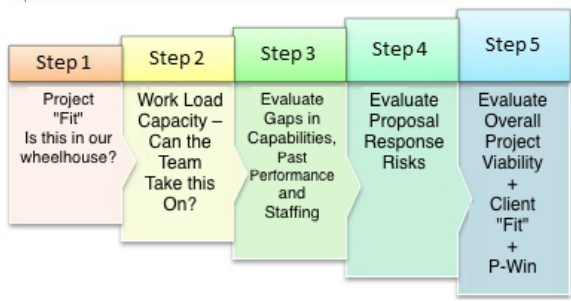 Step 1
Project
"Fit"
Is this in our
wheelhouse?
Step 2
Work Load
Capacity –
Can the
Team
Take this
On?
Step 3
Evaluate
Gaps in
Capabilities,
Past
Performance
and
Staffing
Step 4
Evaluate
Proposal
Response
Risks
Step 5
Evaluate
Overall
Project
Viability
+
Client
"Fit"
+
P-Win